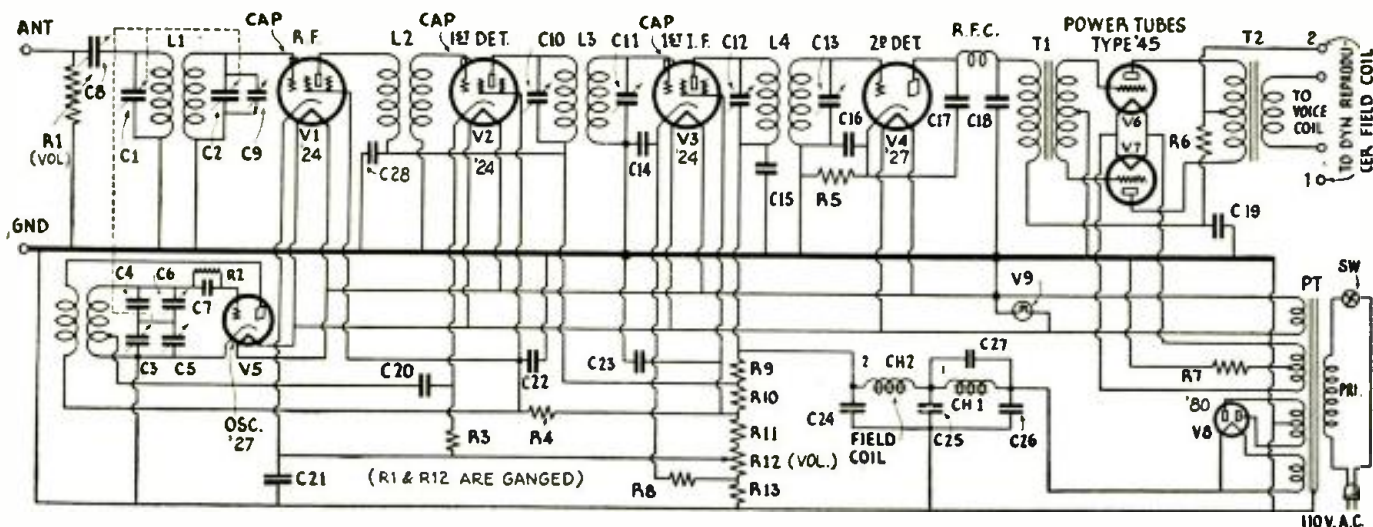 ANT
C8
R1
(VOL)
C1
L1
C2
C9
CAP
R.F.
V1
'24
L2
C28
CAP
1ST DET.
V2
'24
C10
L3
C11
C14
CAP
1ST I.F.
V3
'24
C12
L4
C15
C13
C16
R5
2D DET.
V4
'27
C17
R.F.C.
C18
T1
POWER TUBES
TYPE '45
V6
V7
R6
T2
C19
2
TO
VOICE
COIL
1
TO DYN REPRODU-
CER FIELD COIL
GND
C4
C6
R2
C7
C3
C5
V5
OSC.
'27
C20
C21
R3
C22
R4
C23
R8
R9
R10
R11
R12 (VOL.)
R13
(R1 & R12 ARE GANGED)
V9
2
CH2
1
C27
CH1
C24
FIELD
COIL
C25
C26
R7
'80
V8
PT
PRI.
SW
110V. A.C.